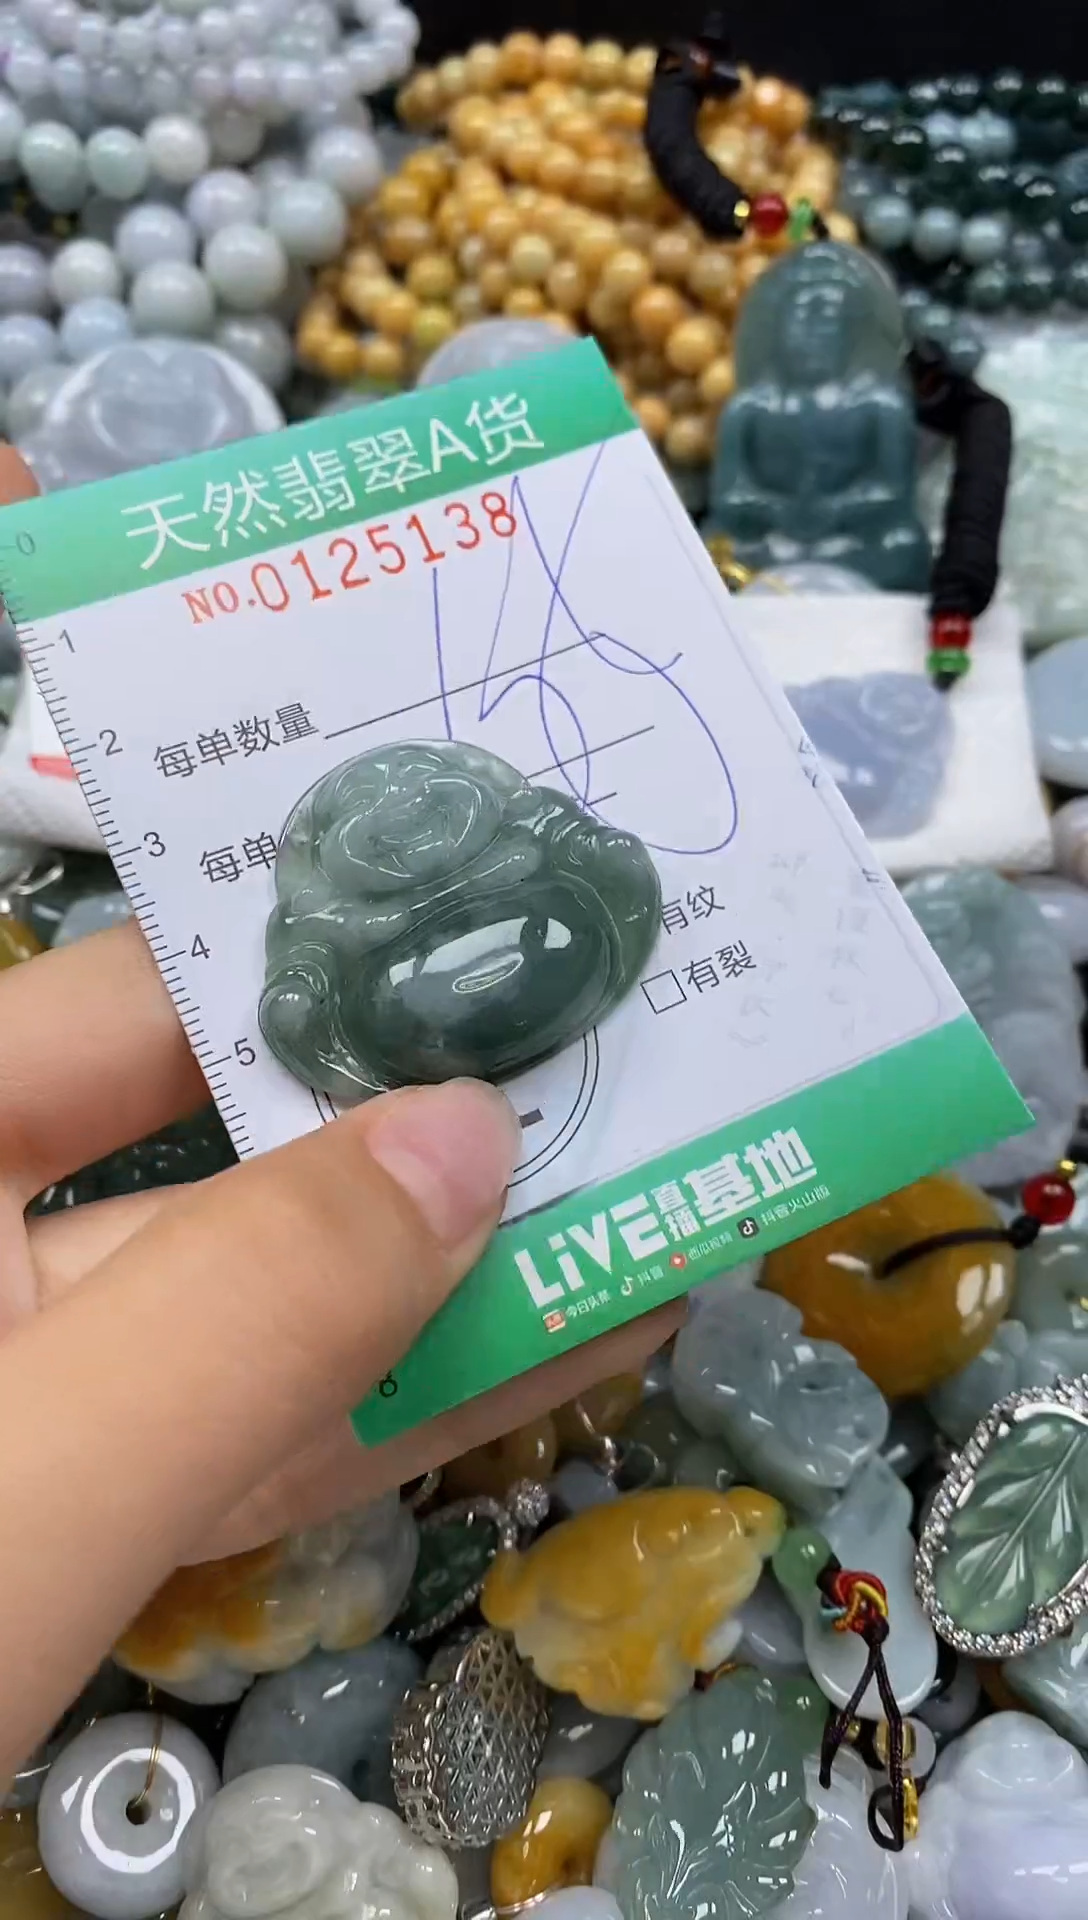 天然翡翠A货
NO.0125138
0
1
2
3
4
5
每单数量
每单
有纹
□有裂
LiVE直播基地
今日头条 抖音 西瓜视频 抖音火山版